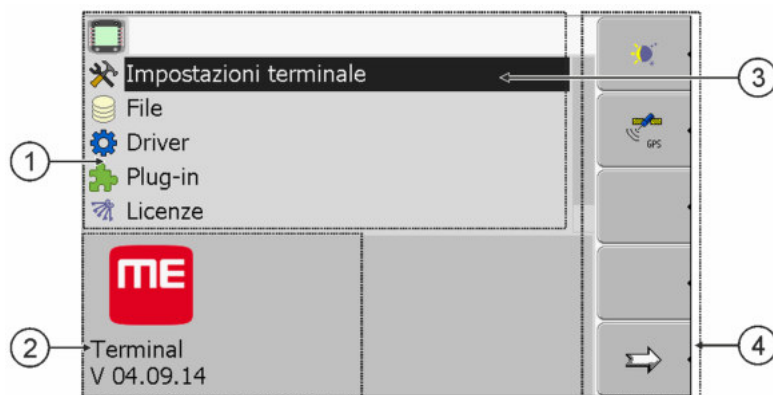 Impostazioni terminale
File
Driver
Plug-in
Licenze
GPS
ME
Terminal
V 04.09.14
1
2
3
4